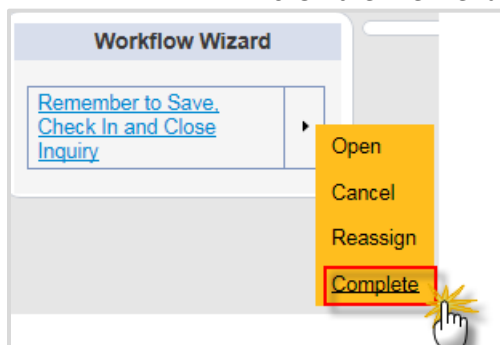 Workflow Wizard
Remember to Save,
Check In and Close
Inquiry
Open
Cancel
Reassign
Complete